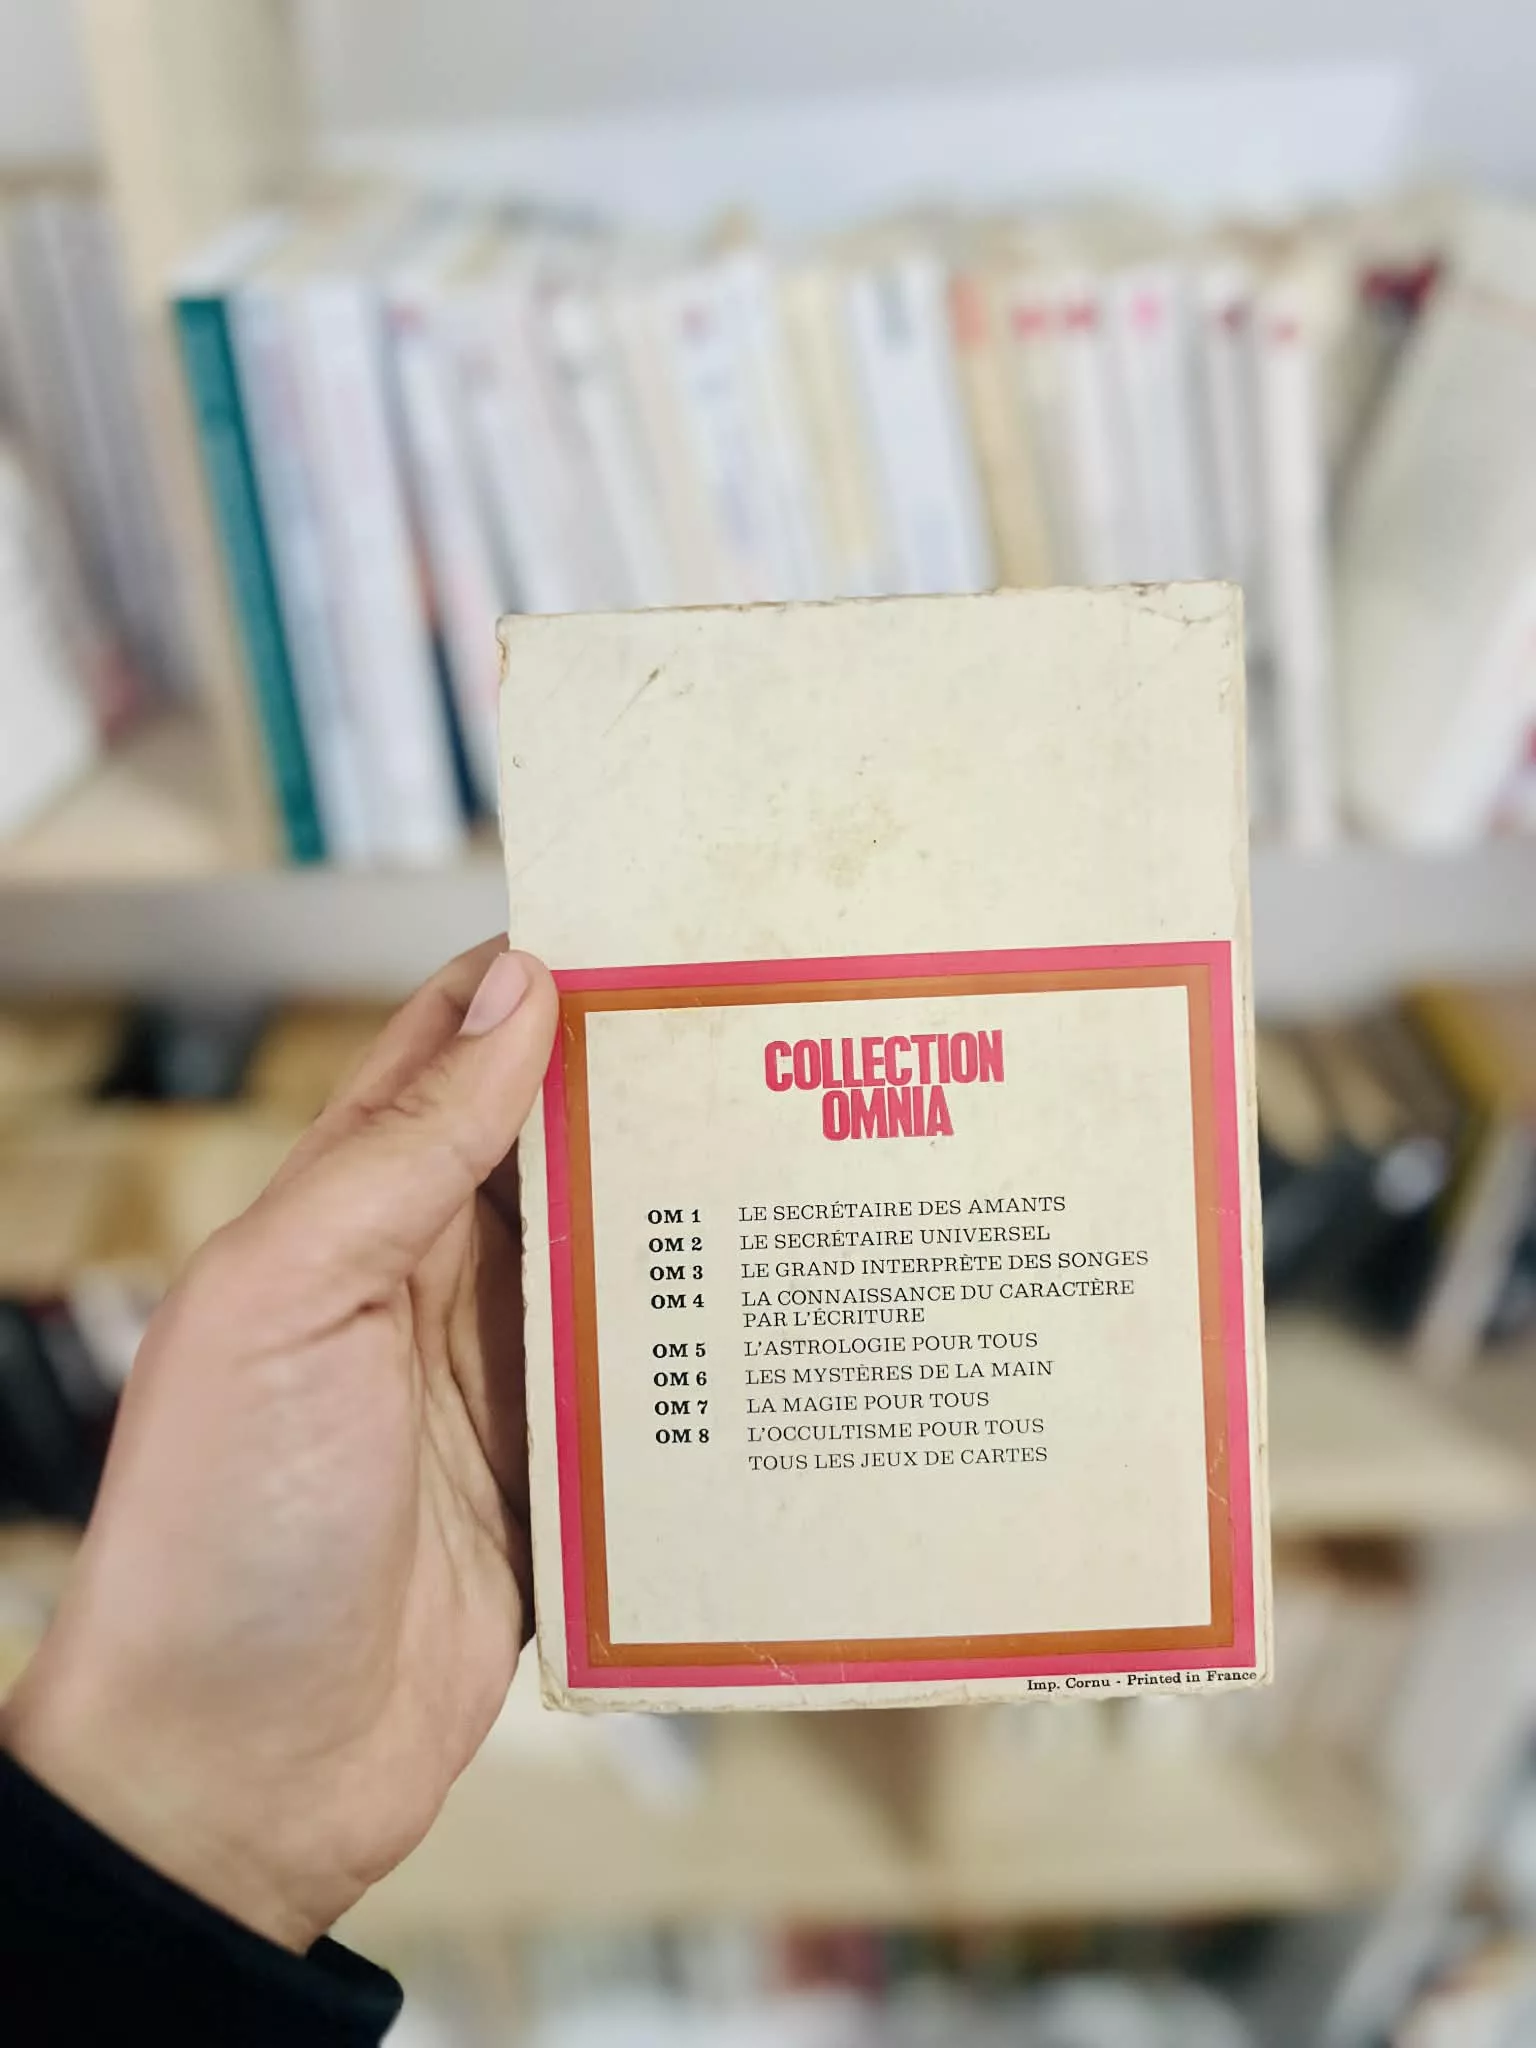 COLLECTION
OMNIA
OM 1 LE SECRÉTAIRE DES AMANTS
OM 2 LE SECRÉTAIRE UNIVERSEL
OM 3 LE GRAND INTERPRÈTE DES SONGES
OM 4 LA CONNAISSANCE DU CARACTÈRE
PAR L'ÉCRITURE
OM 5 L'ASTROLOGIE POUR TOUS
OM 6 LES MYSTÈRES DE LA MAIN
OM 7 LA MAGIE POUR TOUS
OM 8 L'OCCULTISME POUR TOUS
TOUS LES JEUX DE CARTES
Imp. Cornu - Printed in France